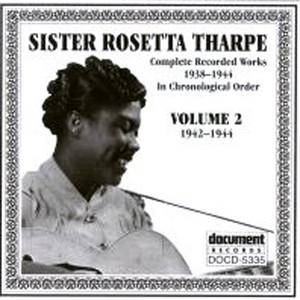 SISTER ROSETTA THARPE
Complete Recorded Works
1938-1944
In Chronological Order
VOLUME 2
1942-1944
document
RECORDS
DOCD-5335